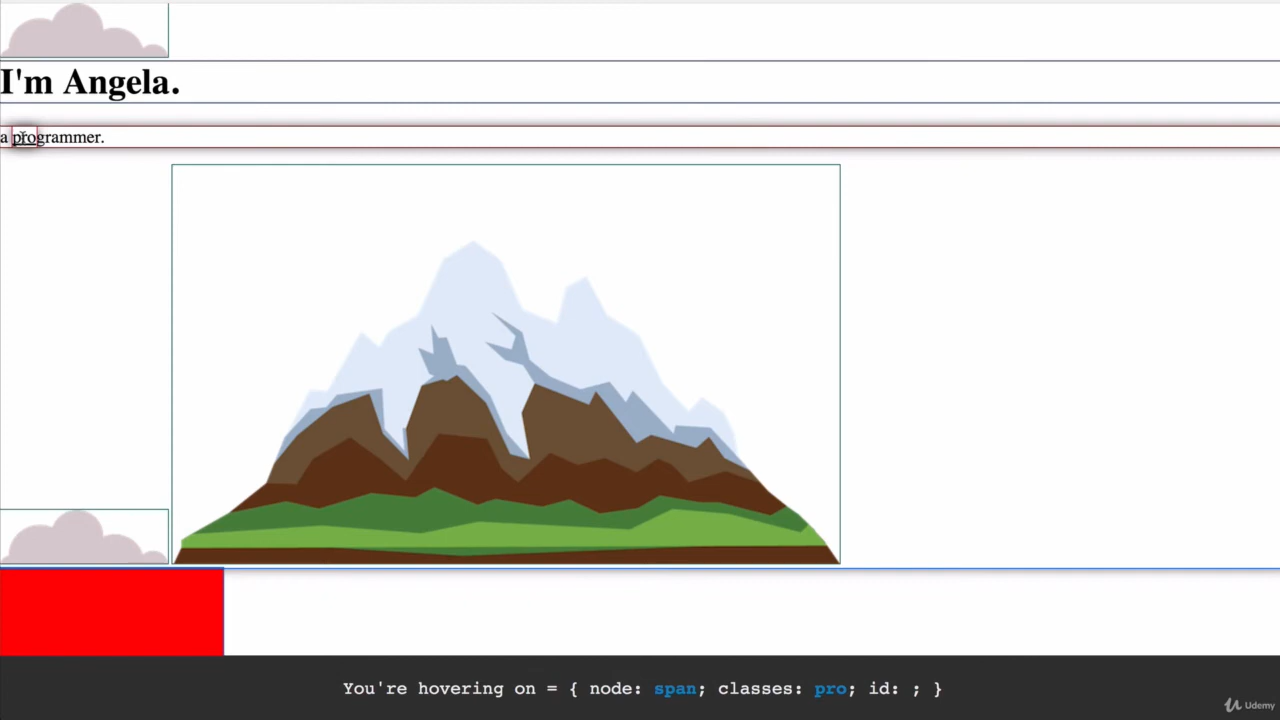 I'm Angela.
a programmer.
You're hovering on = { node: span; classes: pro; id: ; }
Udemy